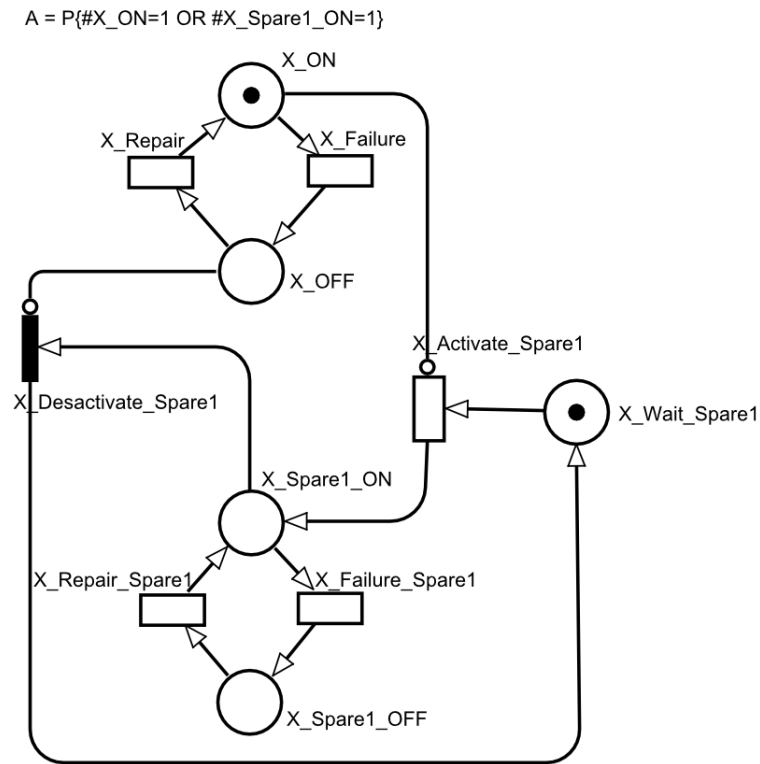 A = P{#X_ON=1 OR #X_Spare1_ON=1}
X_ON
X_Repair
X_Failure
X_OFF
X_Activate_Spare1
X_Desactivate_Spare1
X_Wait_Spare1
X_Spare1_ON
X_Repair_Spare1
X_Failure_Spare1
X_Spare1_OFF